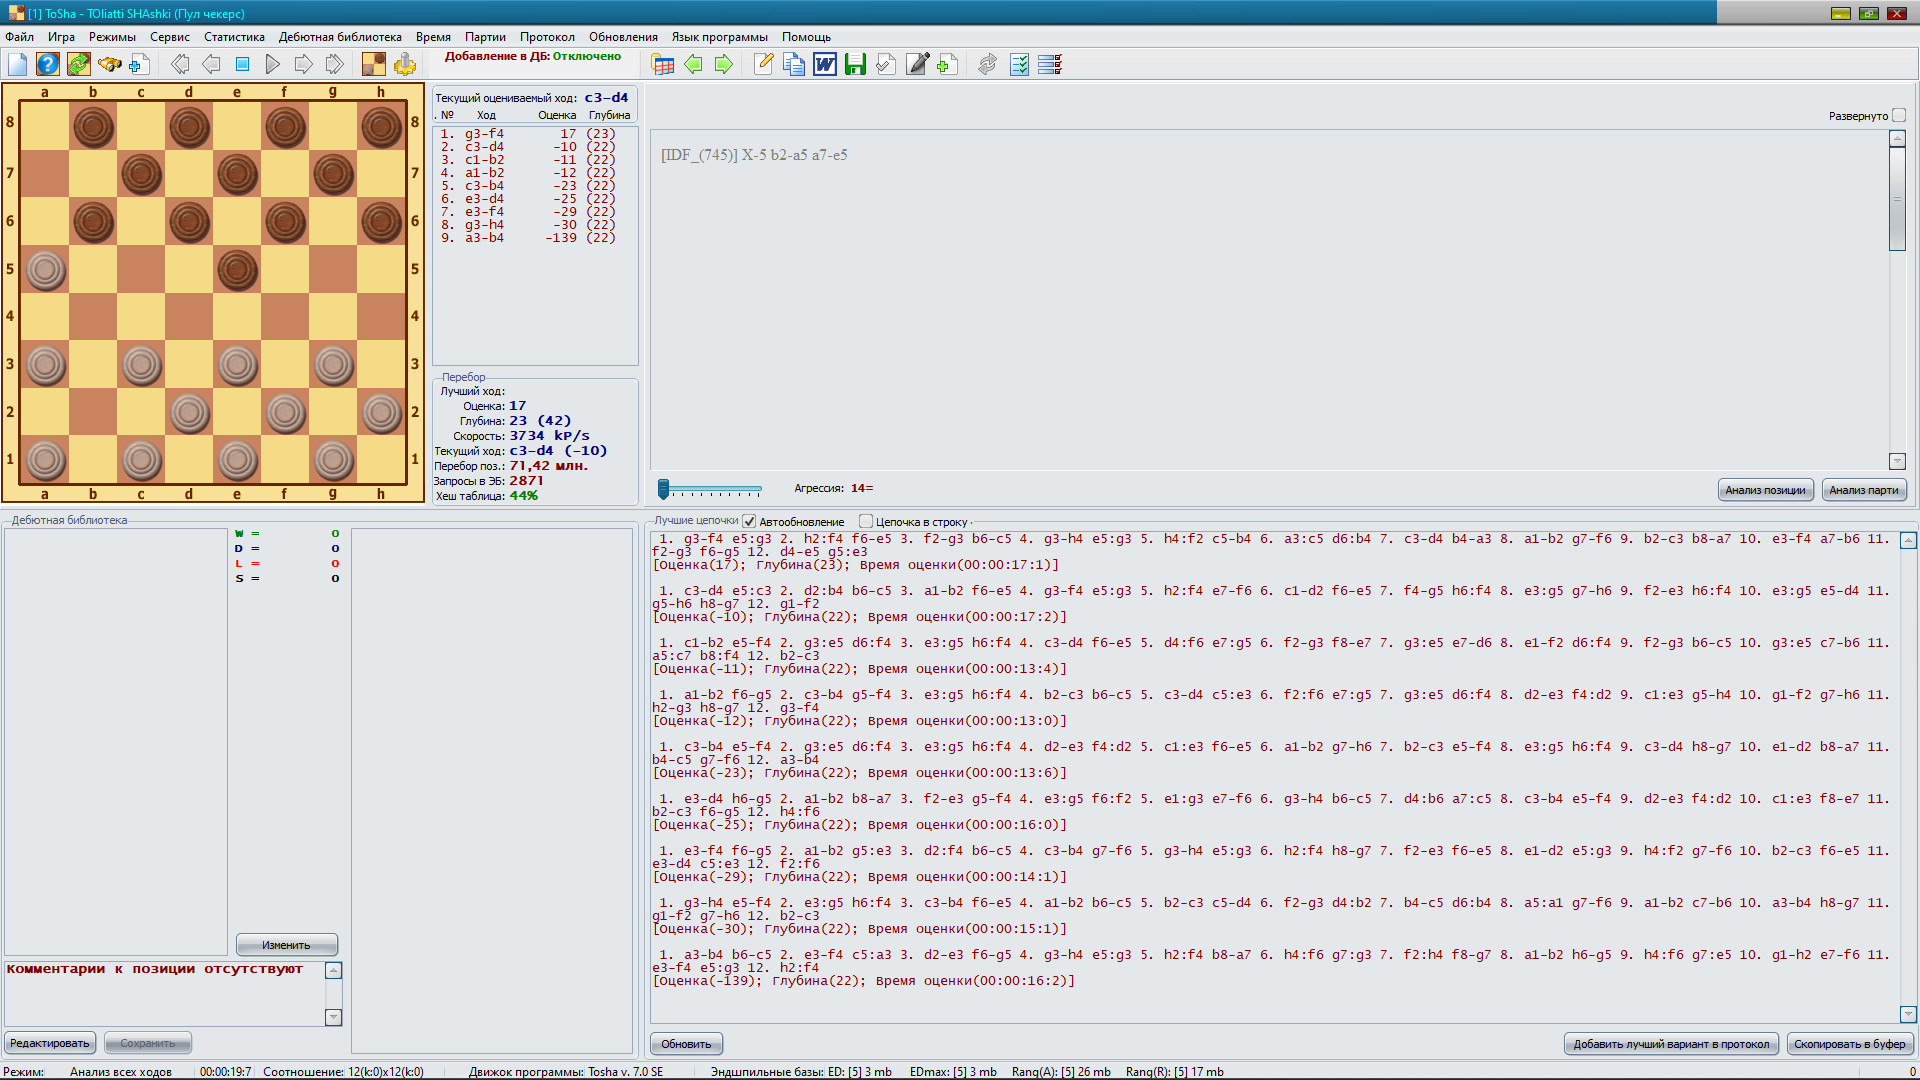 [1] ToSha - TOliatti SHAshki (Пул чекерс)
Файл Игра Режимы Сервис Статистика Дебютная библиотека Время Партии Протокол Обновления Язык программы Помощь
Добавление в ДБ: Отключено
a b c d e f g h
8 8
7 7
6 6
5 5
4 4
3 3
2 2
1 1
a b c d e f g h
Текущий оцениваемый ход: c3-d4
. № Ход Оценка Глубина
1. g3-f4 17 (23)
2. c3-d4 -10 (22)
3. c1-b2 -11 (22)
4. a1-b2 -12 (22)
5. c3-b4 -23 (22)
6. e3-d4 -25 (22)
7. e3-f4 -29 (22)
8. g3-h4 -30 (22)
9. a3-b4 -139 (22)
Перебор
Лучший ход:
Оценка: 17
Глубина: 23 (42)
Скорость: 3734 kP/s
Текущий ход: c3-d4 (-10)
Перебор поз.: 71,42 млн.
Запросы в ЭБ: 2871
Хеш таблица: 44%
Развернуто
[IDF_(745)] X-5 b2-a5 a7-e5
Агрессия: 14=
Анализ позиции Анализ парти
Дебютная библиотека
W = 0
D = 0
L = 0
S = 0
Изменить
Комментарии к позиции отсутствуют
Редактировать Сохранить
Лучшие цепочки Автообновление Цепочка в строку
1. g3-f4 e5:g3 2. h2:f4 f6-e5 3. f2-g3 b6-c5 4. g3-h4 e5:g3 5. h4:f2 c5-b4 6. a3:c5 d6:b4 7. c3-d4 b4-a3 8. a1-b2 g7-f6 9. b2-c3 b8-a7 10. e3-f4 a7-b6 11.
f2-g3 f6-g5 12. d4-e5 g5:e3
[Оценка(17); Глубина(23); Время оценки(00:00:17:1)]
1. c3-d4 e5:c3 2. d2:b4 b6-c5 3. a1-b2 f6-e5 4. g3-f4 e5:g3 5. h2:f4 e7-f6 6. c1-d2 f6-e5 7. f4-g5 h6:f4 8. e3:g5 g7-h6 9. f2-e3 h6:f4 10. e3:g5 e5-d4 11.
g5-h6 h8-g7 12. g1-f2
[Оценка(-10); Глубина(22); Время оценки(00:00:17:2)]
1. c1-b2 e5-f4 2. g3:e5 d6:f4 3. e3:g5 h6:f4 4. c3-d4 f6-e5 5. d4:f6 e7:g5 6. f2-g3 f8-e7 7. g3:e5 e7-d6 8. e1-f2 d6:f4 9. f2-g3 b6-c5 10. g3:e5 c7-b6 11.
a5:c7 b8:f4 12. b2-c3
[Оценка(-11); Глубина(22); Время оценки(00:00:13:4)]
1. a1-b2 f6-g5 2. c3-b4 g5-f4 3. e3:g5 h6:f4 4. b2-c3 b6-c5 5. c3-d4 c5:e3 6. f2:f6 e7:g5 7. g3:e5 d6:f4 8. d2-e3 f4:d2 9. c1:e3 g5-h4 10. g1-f2 g7-h6 11.
h2-g3 h8-g7 12. g3-f4
[Оценка(-12); Глубина(22); Время оценки(00:00:13:0)]
1. c3-b4 e5-f4 2. g3:e5 d6:f4 3. e3:g5 h6:f4 4. d2-e3 f4:d2 5. c1:e3 f6-e5 6. a1-b2 g7-h6 7. b2-c3 e5-f4 8. e3:g5 h6:f4 9. c3-d4 h8-g7 10. e1-d2 b8-a7 11.
b4-c5 g7-f6 12. a3-b4
[Оценка(-23); Глубина(22); Время оценки(00:00:13:6)]
1. e3-d4 h6-g5 2. a1-b2 b8-a7 3. f2-e3 g5-f4 4. e3:g5 f6:f2 5. e1:g3 e7-f6 6. g3-h4 b6-c5 7. d4:b6 a7:c5 8. c3-b4 e5-f4 9. d2-e3 f4:d2 10. c1:e3 f8-e7 11.
b2-c3 f6-g5 12. h4:f6
[Оценка(-25); Глубина(22); Время оценки(00:00:16:0)]
1. e3-f4 f6-g5 2. a1-b2 g5:e3 3. d2:f4 b6-c5 4. c3-b4 g7-f6 5. g3-h4 e5:g3 6. h2:f4 h8-g7 7. f2-e3 f6-e5 8. e1-d2 e5:g3 9. h4:f2 g7-f6 10. b2-c3 f6-e5 11.
e3-d4 c5:e3 12. f2:f6
[Оценка(-29); Глубина(22); Время оценки(00:00:14:1)]
1. g3-h4 e5-f4 2. e3:g5 h6:f4 3. c3-b4 f6-e5 4. a1-b2 b6-c5 5. b2-c3 c5-d4 6. f2-g3 d4:b2 7. b4-c5 d6:b4 8. a5:a1 g7-f6 9. a1-b2 c7-b6 10. a3-b4 h8-g7 11.
g1-f2 g7-h6 12. b2-c3
[Оценка(-30); Глубина(22); Время оценки(00:00:15:1)]
1. a3-b4 b6-c5 2. e3-f4 c5:a3 3. d2-e3 f6-g5 4. g3-h4 e5:g3 5. h2:f4 b8-a7 6. h4:f6 g7:g3 7. f2:h4 f8-g7 8. a1-b2 h6-g5 9. h4:f6 g7:e5 10. g1-h2 e7-f6 11.
e3-f4 e5:g3 12. h2:f4
[Оценка(-139); Глубина(22); Время оценки(00:00:16:2)]
Обновить Добавить лучший вариант в протокол Скопировать в буфер
Режим: Анализ всех ходов 00:00:19:7 Соотношение: 12(k:0)x12(k:0) Движок программы: Tosha v. 7.0 SE Эндшпильные базы: ED: [5] 3 mb EDmax: [5] 3 mb Rang(A): [5] 26 mb Rang(R): [5] 17 mb 0